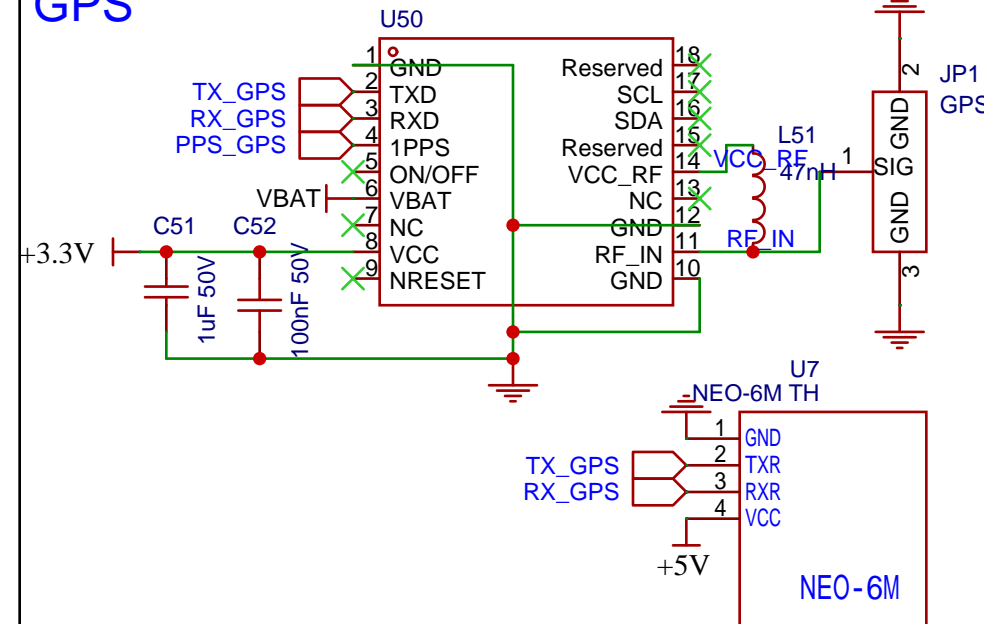 GPS
U50
1
GND
2
TXD
3
RXD
4
1PPS
5
ON/OFF
6
VBAT
7
NC
8
VCC
9
NRESET
18
Reserved
17
SCL
16
SDA
15
Reserved
14
VCC_RF
13
NC
12
GND
11
RF_IN
10
GND
TX_GPS
RX_GPS
PPS_GPS
VBAT
+3.3V
C51
1uF 50V
C52
100nF 50V
VCC_RF
L51
47nH
RF_IN
JP1
GPS
2
GND
1
SIG
GND
3
U7
NEO-6M TH
1
GND
2
TXR
3
RXR
4
VCC
TX_GPS
RX_GPS
+5V
NEO-6M